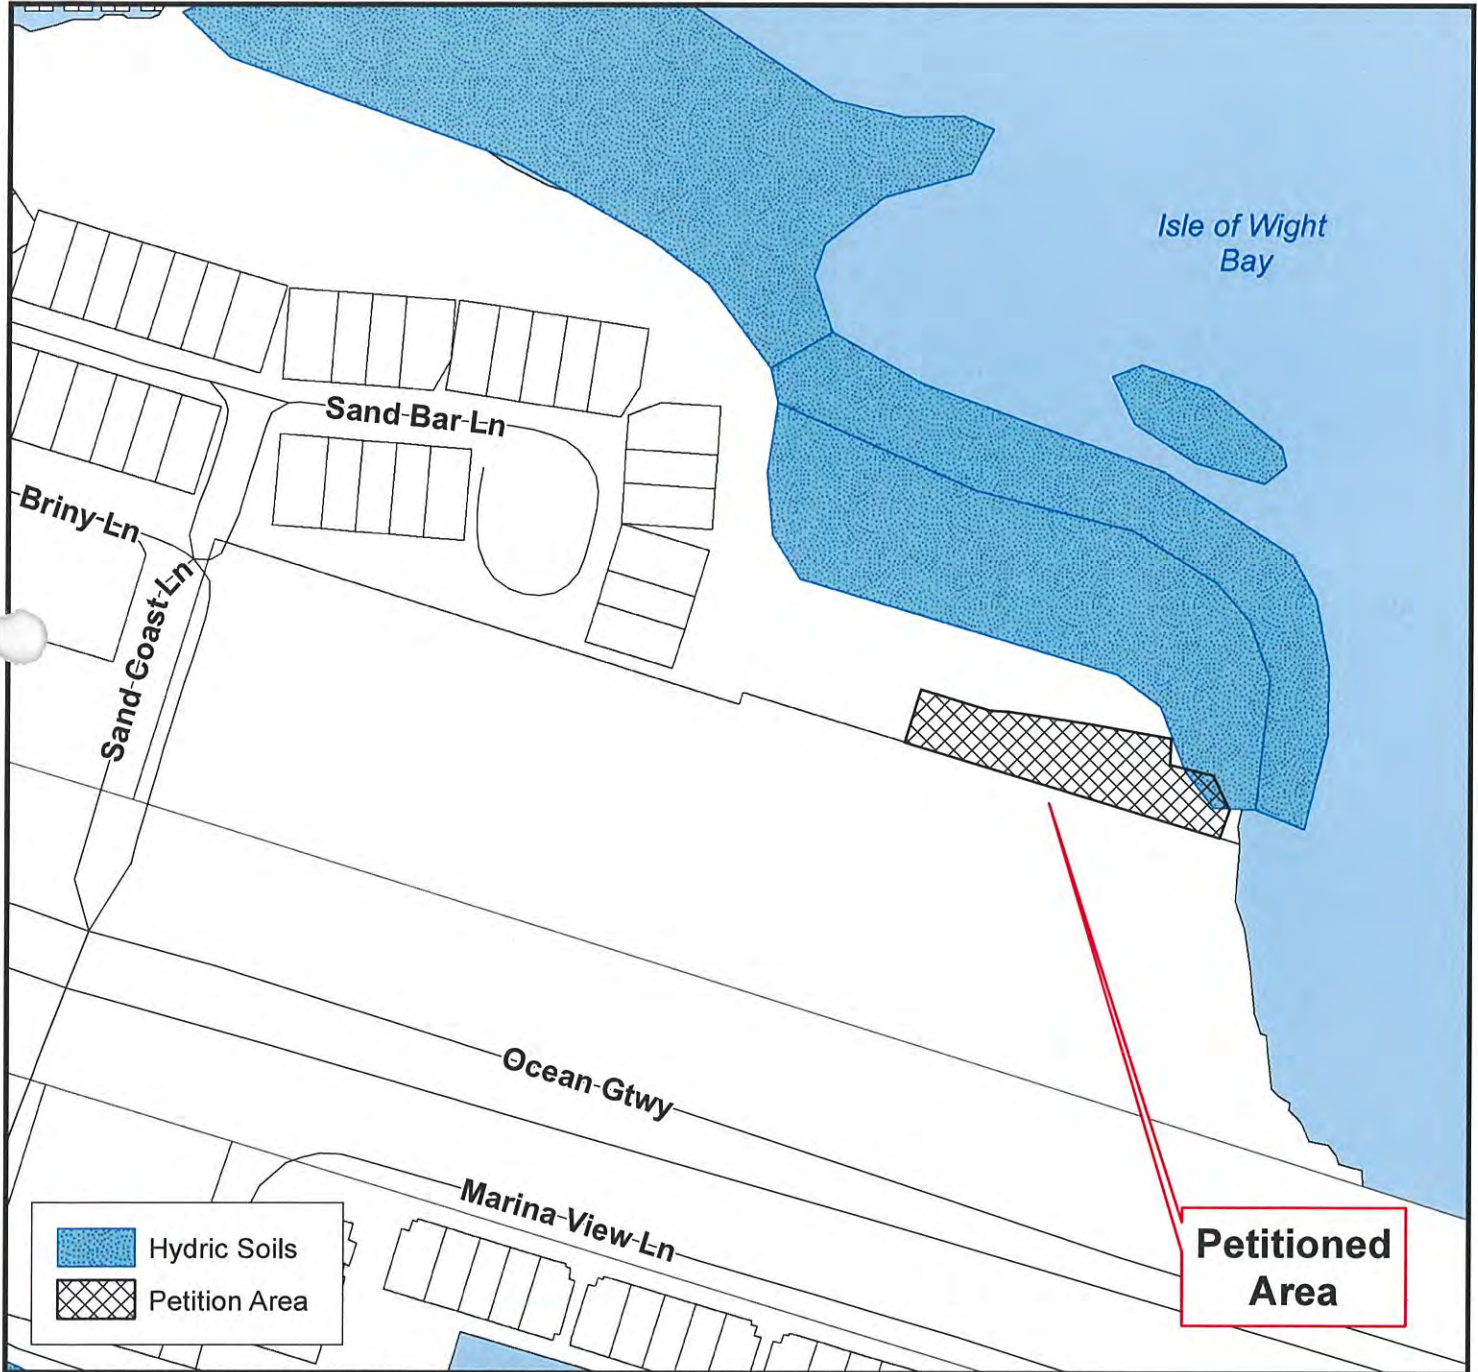 Isle of Wight
Bay
Sand Bar Ln
Briny Ln
Sand Coast Ln
Ocean Gtwy
Marina View Ln
Hydric Soils
Petition Area
Petitioned
Area